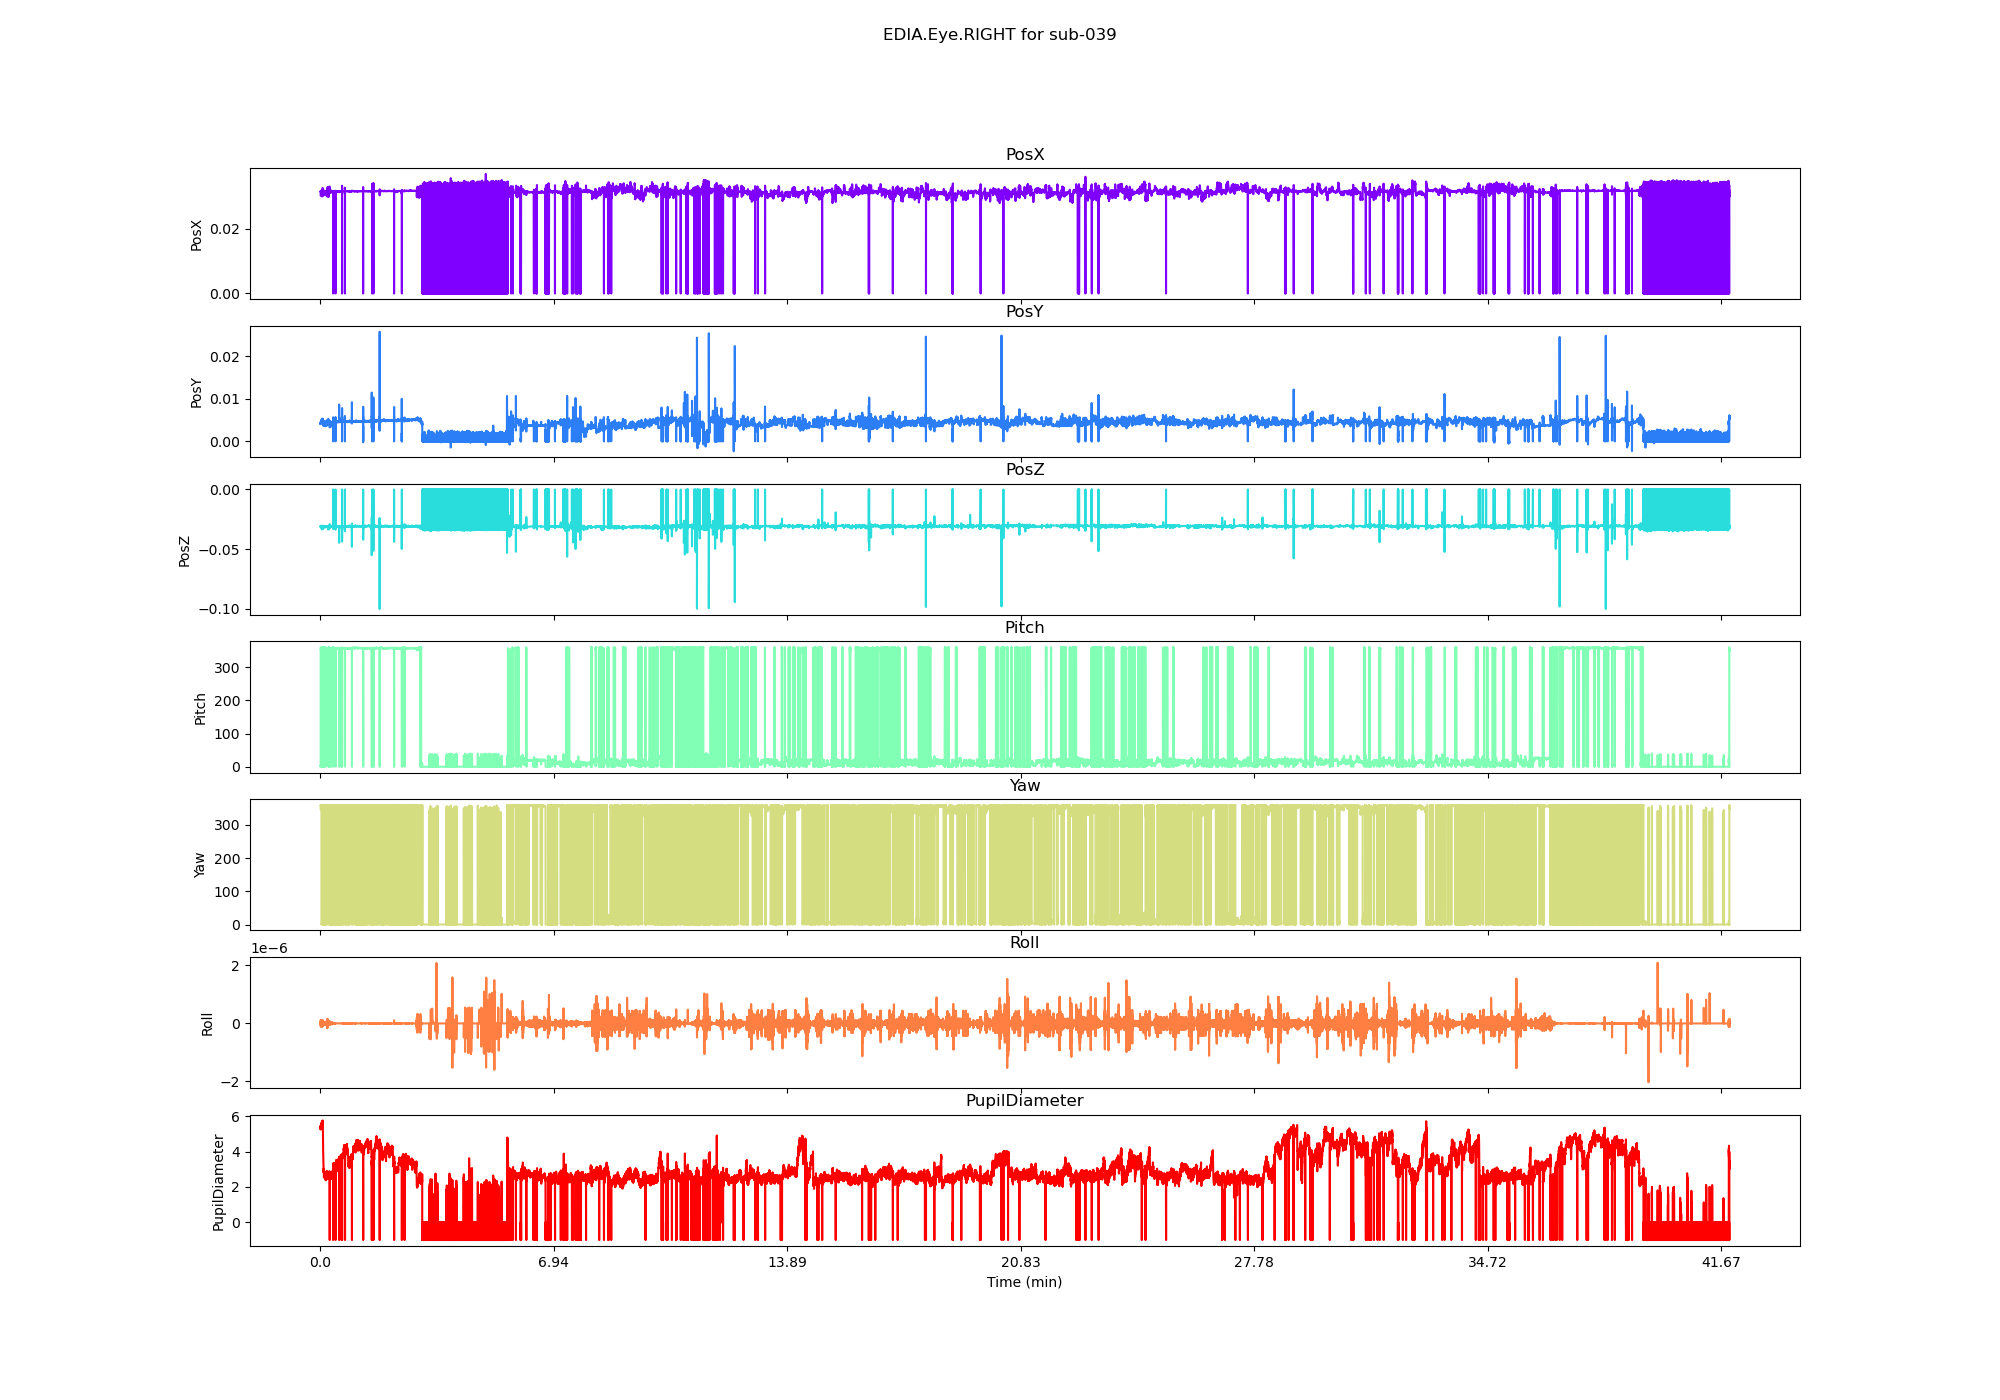 EDIA.Eye.RIGHT for sub-039
PosX
PosX
0.02
0.00
PosY
PosY
0.02
0.01
0.00
PosZ
PosZ
0.00
−0.05
−0.10
Pitch
Pitch
300
200
100
0
Yaw
Yaw
300
200
100
0
1e−6
Roll
Roll
2
0
−2
PupilDiameter
PupilDiameter
6
4
2
0
0.0 6.94 13.89 20.83 27.78 34.72 41.67
Time (min)